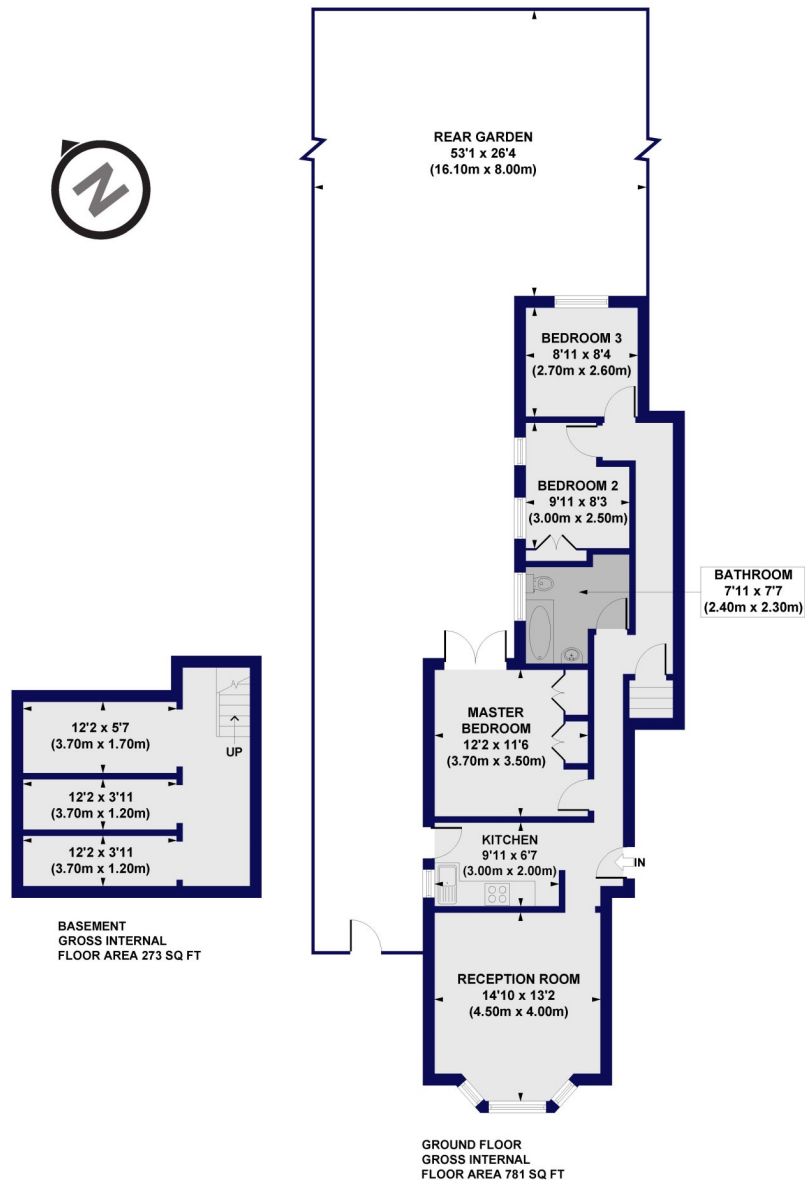 REAR GARDEN
53'1 x 26'4
(16.10m x 8.00m)
N
BEDROOM 3
8'11 x 8'4
(2.70m x 2.60m)
BEDROOM 2
9'11 x 8'3
(3.00m x 2.50m)
BATHROOM
7'11 x 7'7
(2.40m x 2.30m)
MASTER
BEDROOM
12'2 x 11'6
(3.70m x 3.50m)
12'2 x 5'7
(3.70m x 1.70m)
UP
12'2 x 3'11
(3.70m x 1.20m)
12'2 x 3'11
(3.70m x 1.20m)
KITCHEN
9'11 x 6'7
(3.00m x 2.00m)
IN
BASEMENT
GROSS INTERNAL
FLOOR AREA 273 SQ FT
RECEPTION ROOM
14'10 x 13'2
(4.50m x 4.00m)
GROUND FLOOR
GROSS INTERNAL
FLOOR AREA 781 SQ FT